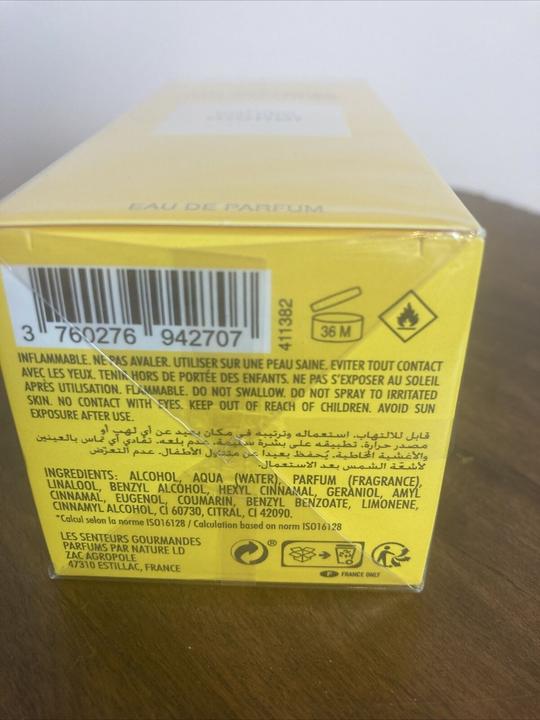 EAU DE PARFUM
3 760276 942707
411382
36 M
INFLAMMABLE. NE PAS AVALER. UTILISER SUR UNE PEAU SAINE. EVITER TOUT CONTACT
AVEC LES YEUX. TENIR HORS DE PORTÉE DES ENFANTS. NE PAS S'EXPOSER AU SOLEIL
APRÈS UTILISATION. FLAMMABLE. DO NOT SWALLOW. DO NOT SPRAY TO IRRITATED
SKIN. NO CONTACT WITH EYES. KEEP OUT OF REACH OF CHILDREN. AVOID SUN
EXPOSURE AFTER USE.
قابل للالتهاب. استعماله وترتيبه في مكان بعيد عن أي لهب أو
مصدر حرارة. تطبيقه على بشرة سليمة. عدم بلعه. تفادي أي تماس بالعينين
والأغشية المخاطية. يُحفظ بعيدا عن متناول الأطفال. عدم التعرّض
لأشعّة الشمس بعد الاستعمال.
INGREDIENTS: ALCOHOL, AQUA (WATER), PARFUM (FRAGRANCE),
LINALOOL, BENZYL ALCOHOL, HEXYL CINNAMAL, GERANIOL, AMYL
CINNAMAL, EUGENOL, COUMARIN, BENZYL BENZOATE, LIMONENE,
CINNAMYL ALCOHOL, CI 60730, CITRAL, CI 42090.
*Calcul selon la norme ISO16128 / Calculation based on norm ISO16128
LES SENTEURS GOURMANDES
PARFUMS PAR NATURE I.D
ZAC AGROPOLE
47310 ESTILLAC, FRANCE
®
F FRANCE ONLY